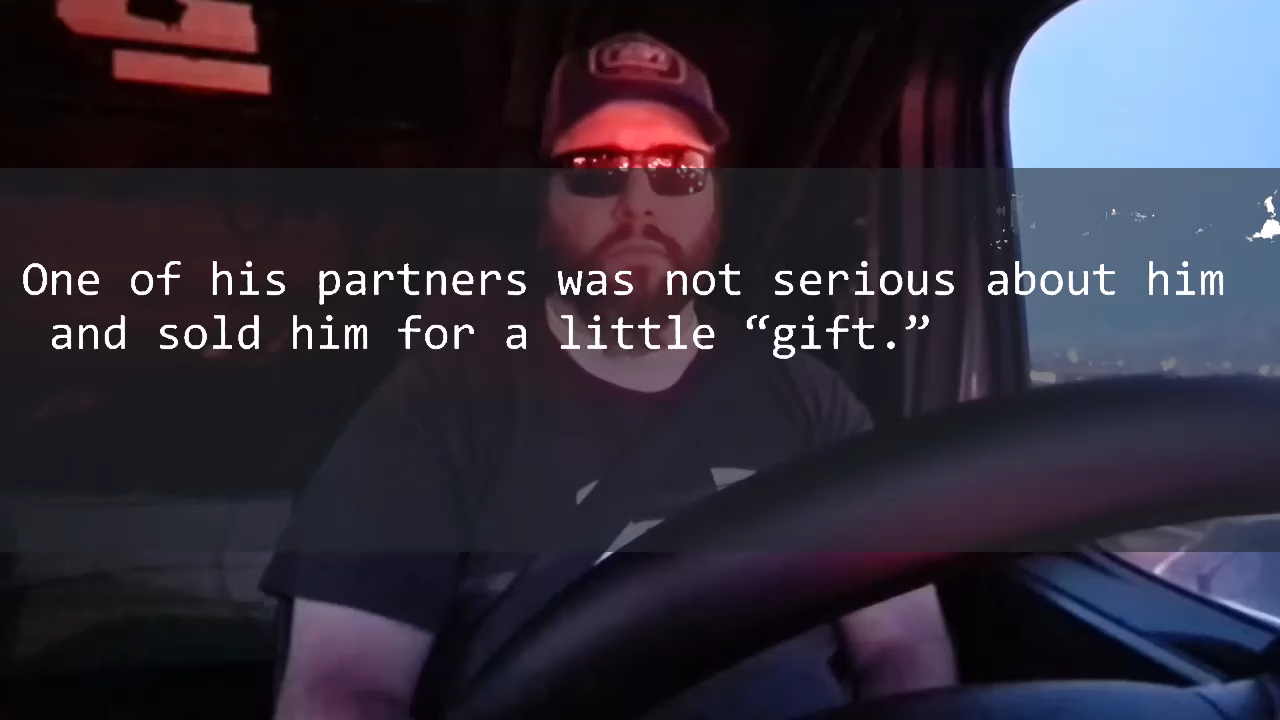 One of his partners was not serious about him
and sold him for a little “gift.”